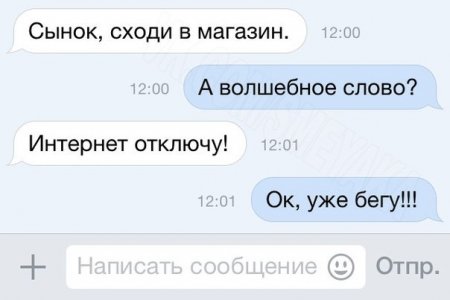 Сынок, сходи в магазин. 12:00
12:00 А волшебное слово?
Интернет отключу! 12:01
12:01 Ок, уже бегу!!!
+ Написать сообщение Отпр.